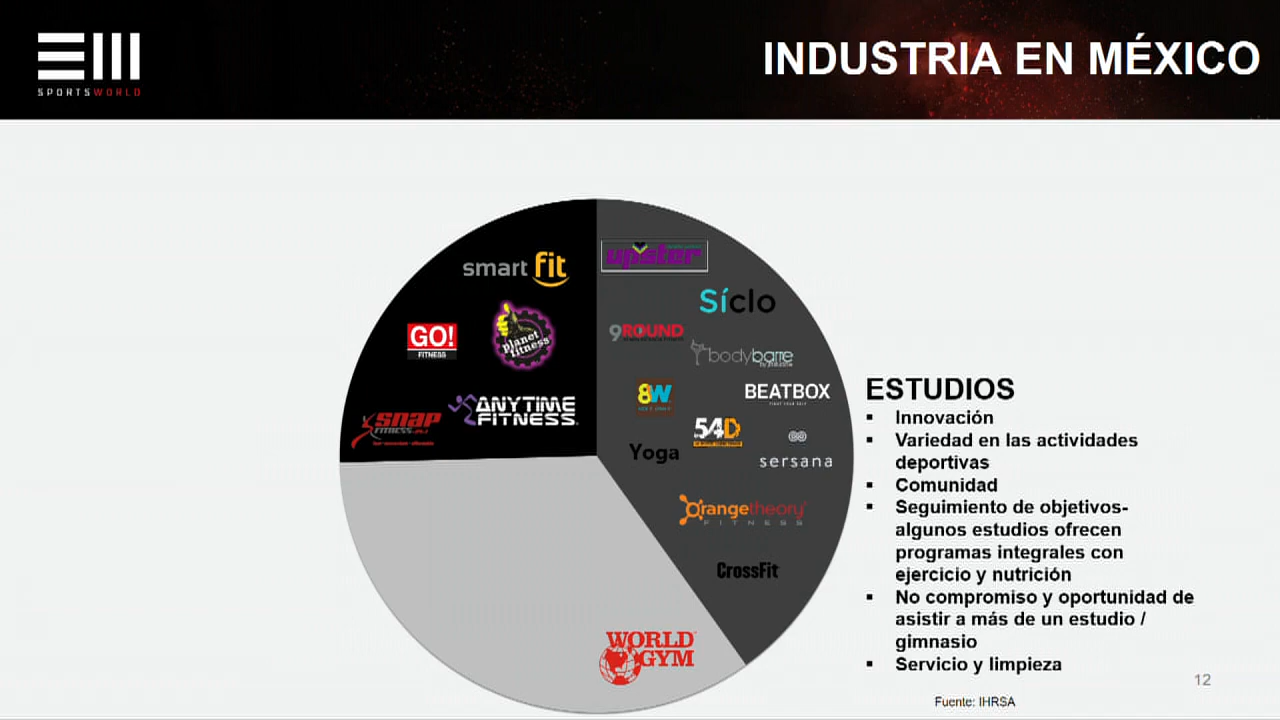 SPORTSWORLD
INDUSTRIA EN MÉXICO
smart fit
upster
Síclo
GO!
FITNESS
planet
fitness
9ROUND
bodybarre
8W
BEATBOX
SNAP
FITNESS
ANYTIME
FITNESS
54D
Yoga
sersana
Orangetheory
FITNESS
CrossFit
WORLD
GYM
ESTUDIOS
▪ Innovación
▪ Variedad en las actividades
deportivas
▪ Comunidad
▪ Seguimiento de objetivos-
algunos estudios ofrecen
programas integrales con
ejercicio y nutrición
▪ No compromiso y oportunidad de
asistir a más de un estudio /
gimnasio
▪ Servicio y limpieza
12
Fuente: IHRSA